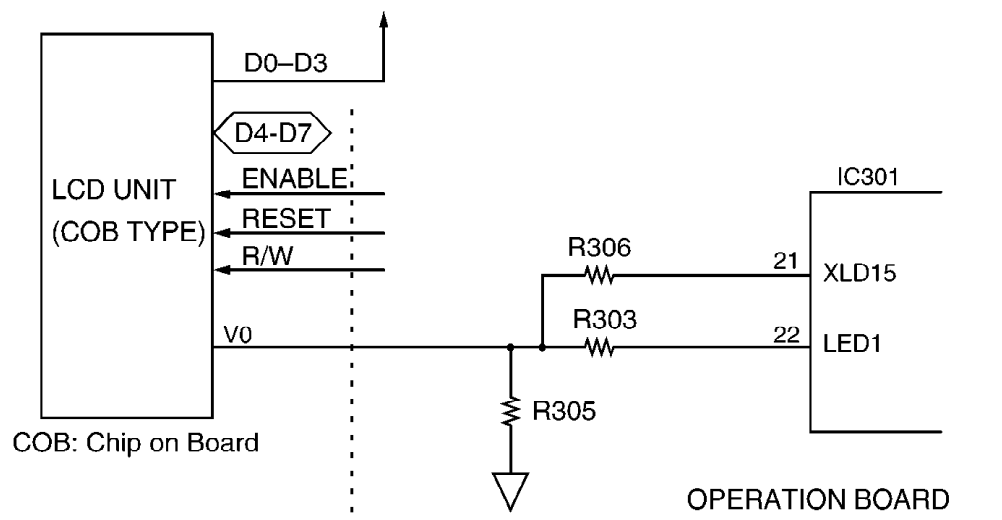 D0–D3
D4-D7
LCD UNIT
(COB TYPE)
ENABLE
RESET
R/W
V0
COB: Chip on Board
R306
R303
R305
IC301
21
XLD15
22
LED1
OPERATION BOARD